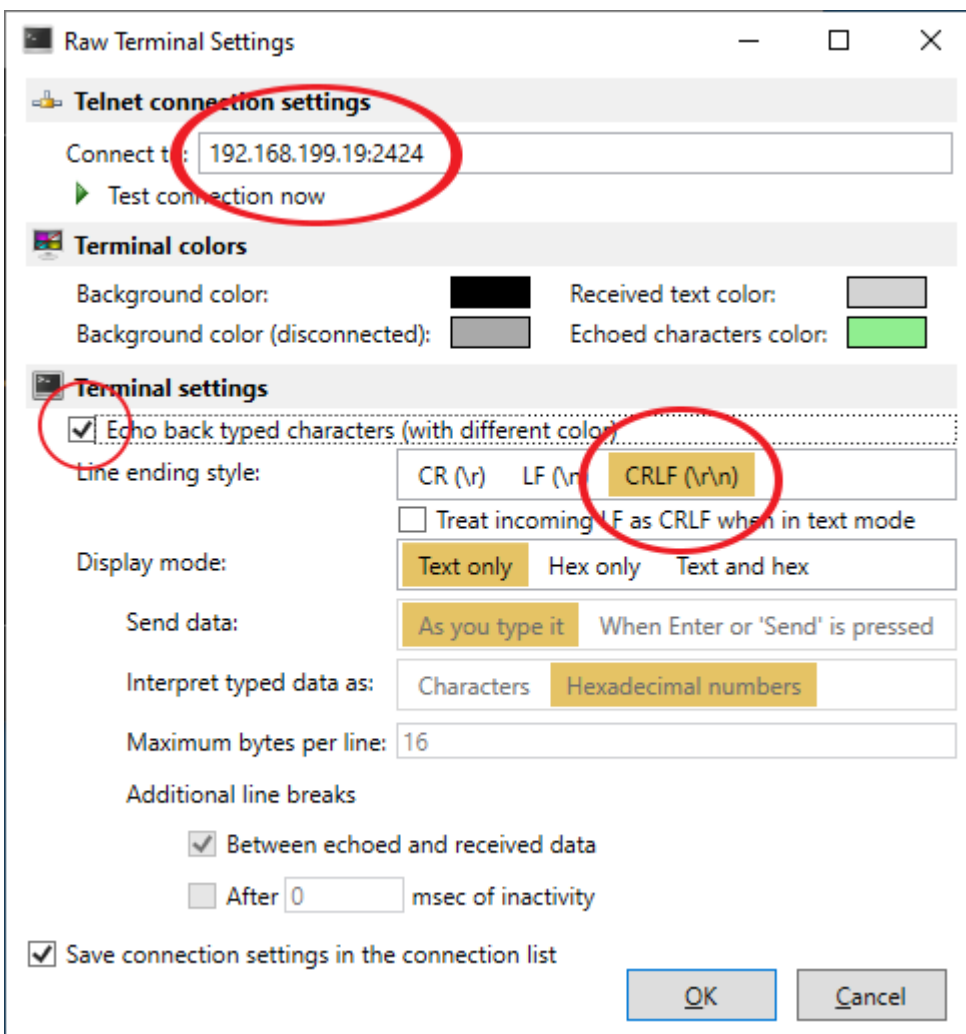 Raw Terminal Settings
Telnet connection settings
Connect to: 192.168.199.19:2424
Test connection now
Terminal colors
Background color: Received text color:
Background color (disconnected): Echoed characters color:
Terminal settings
Echo back typed characters (with different color)
Line ending style: CR (\r) LF (\n) CRLF (\r\n)
Treat incoming LF as CRLF when in text mode
Display mode: Text only Hex only Text and hex
Send data: As you type it When Enter or 'Send' is pressed
Interpret typed data as: Characters Hexadecimal numbers
Maximum bytes per line: 16
Additional line breaks
Between echoed and received data
After 0 msec of inactivity
Save connection settings in the connection list
OK Cancel